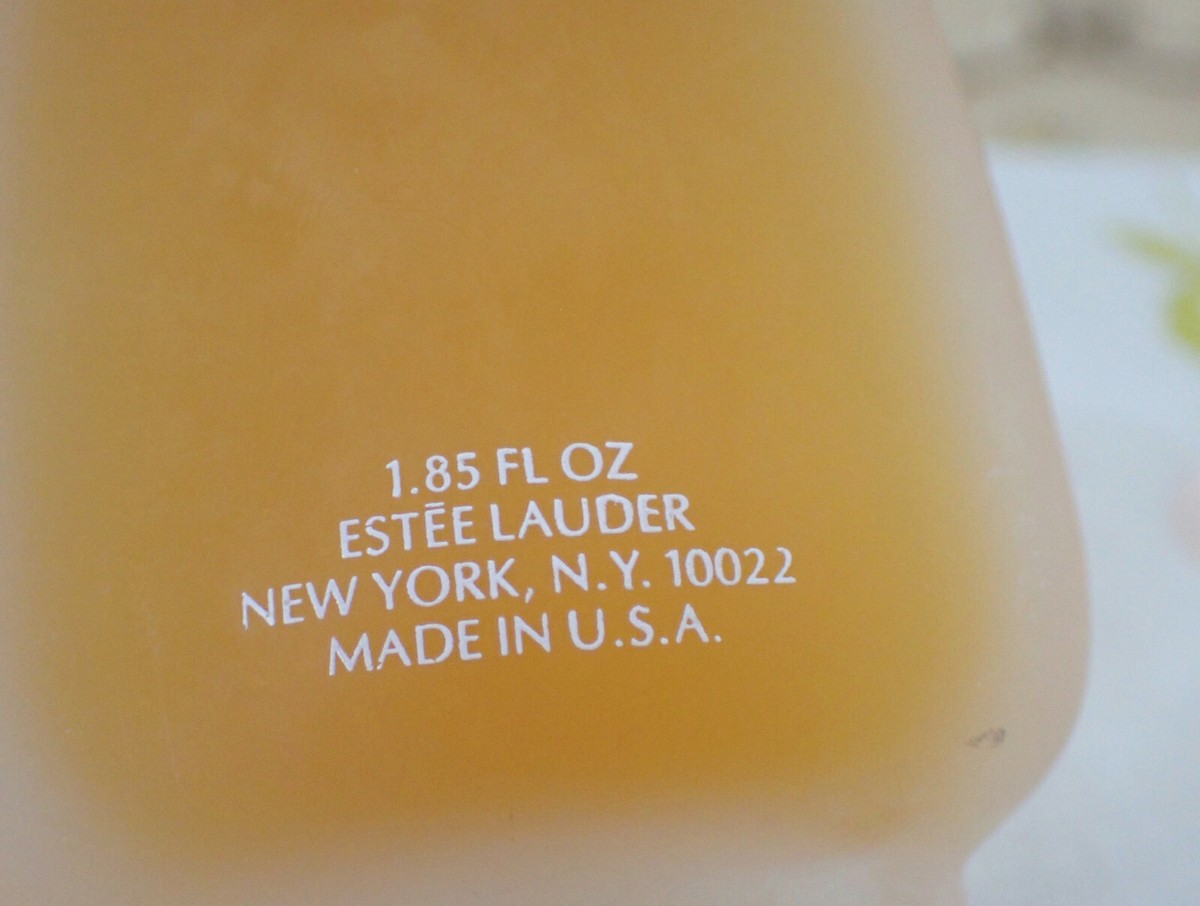 1.85 FL OZ
ESTĒE LAUDER
NEW YORK, N.Y. 10022
MADE IN U.S.A.